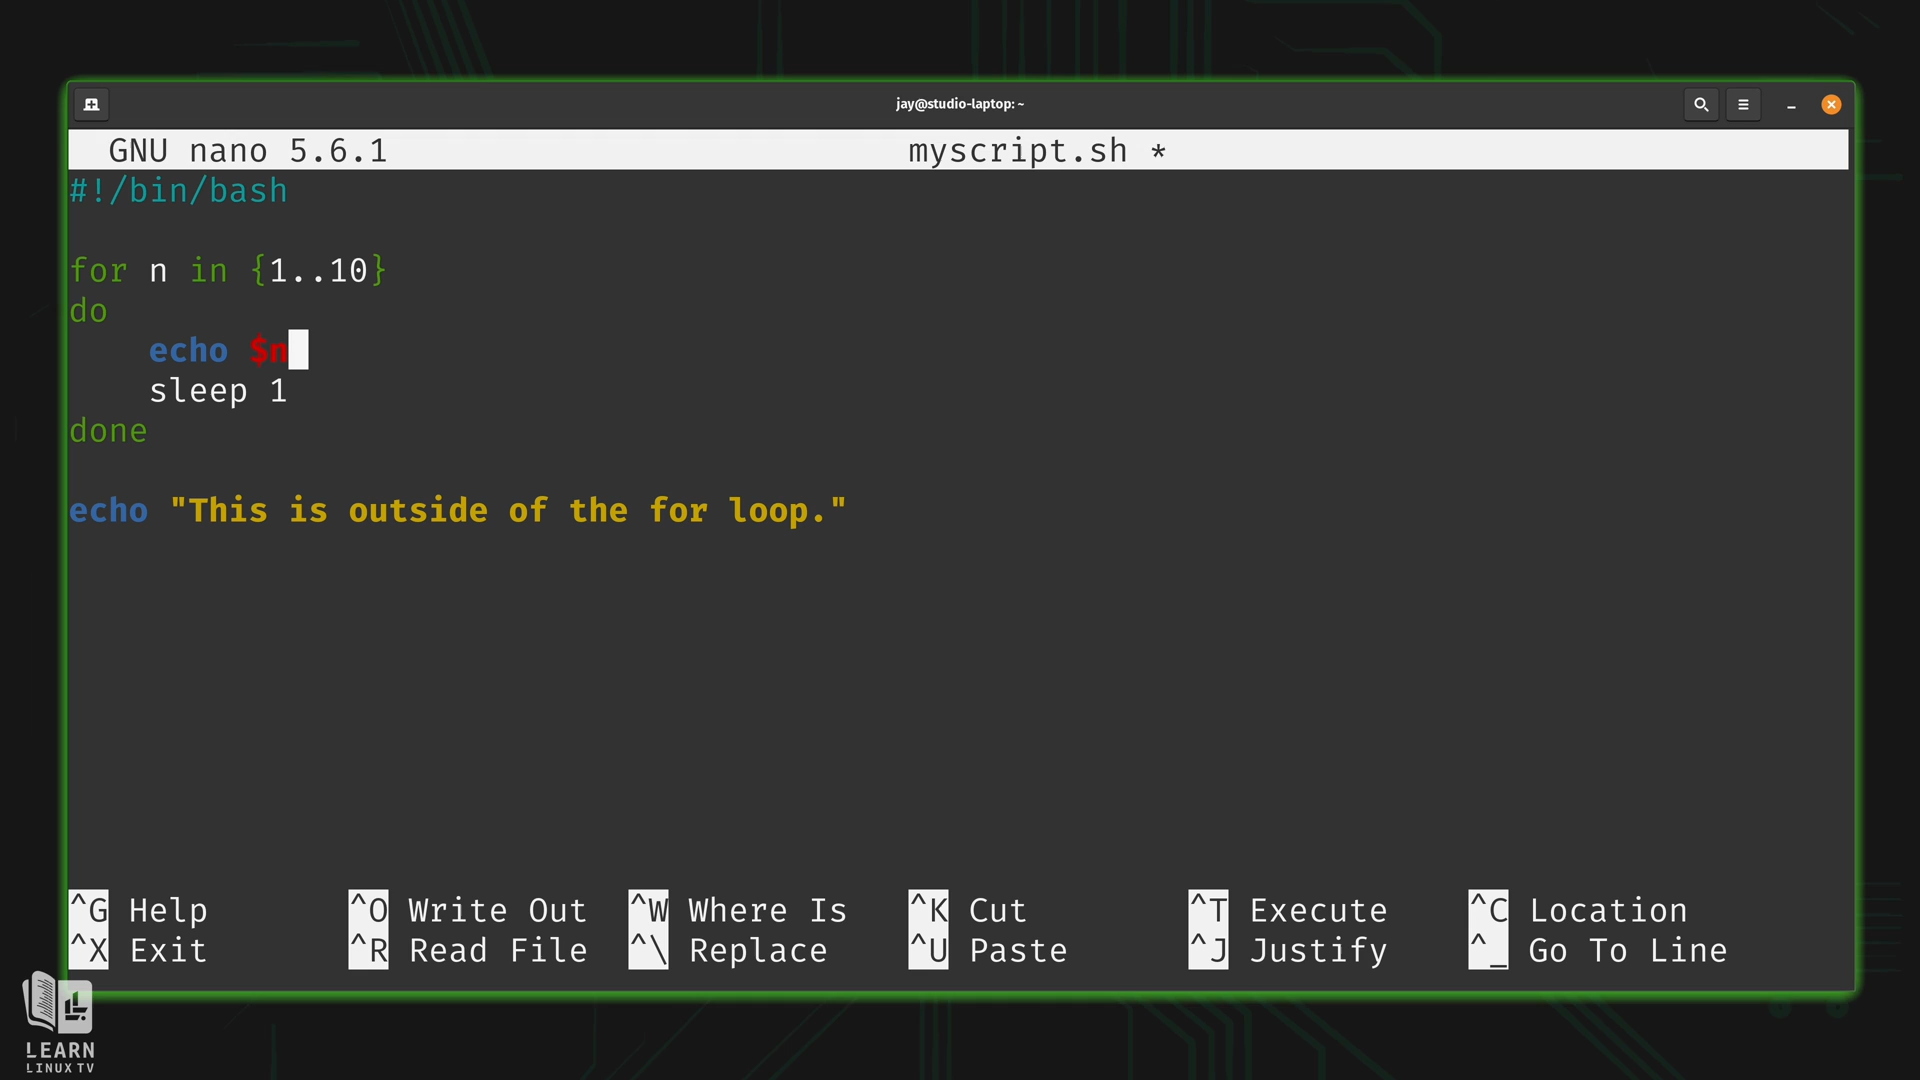 jay@studio-laptop: ~
GNU nano 5.6.1 myscript.sh *
#!/bin/bash
for n in {1..10}
do
    echo $n
    sleep 1
done
echo "This is outside of the for loop."
^G Help ^O Write Out ^W Where Is ^K Cut ^T Execute ^C Location
^X Exit ^R Read File ^\ Replace ^U Paste ^J Justify ^_ Go To Line
LEARN
LINUX TV